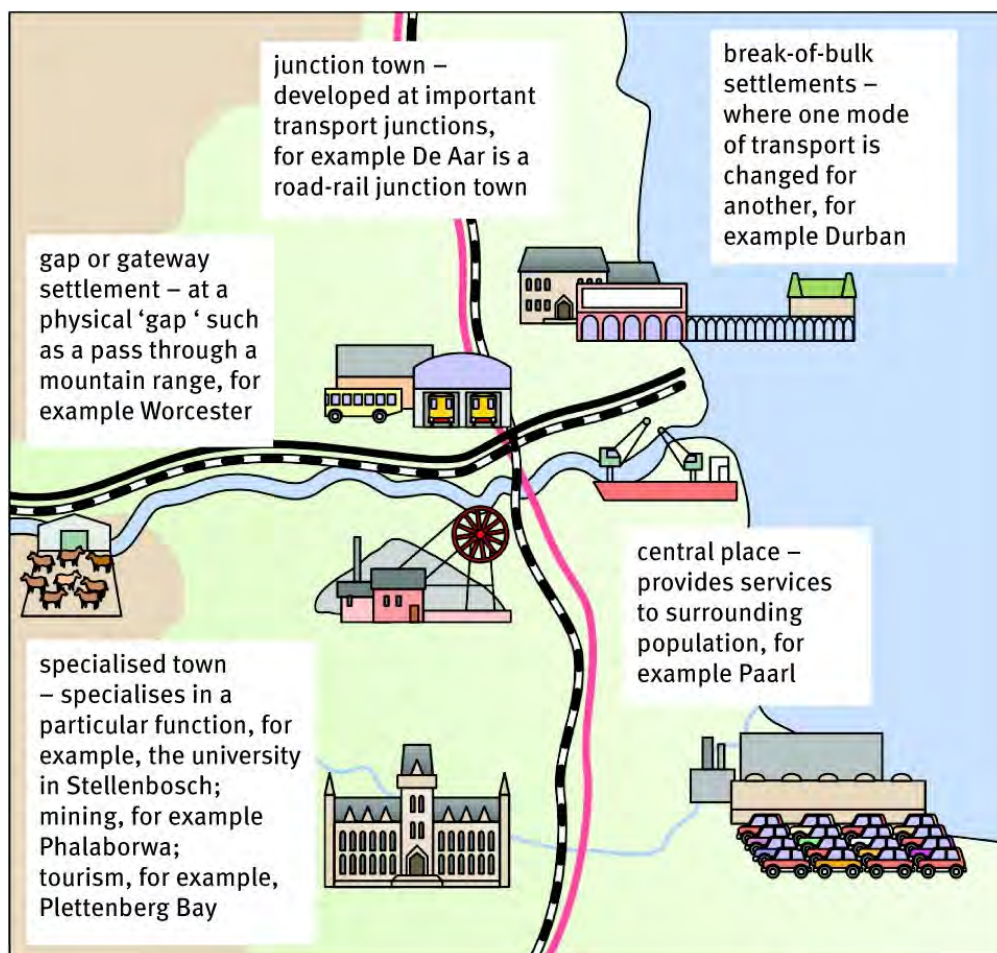 junction town –
developed at important
transport junctions,
for example De Aar is a
road-rail junction town
break-of-bulk
settlements –
where one mode
of transport is
changed for
another, for
example Durban
gap or gateway
settlement – at a
physical ‘gap ‘ such
as a pass through a
mountain range, for
example Worcester
central place –
provides services
to surrounding
population, for
example Paarl
specialised town
– specialises in a
particular function, for
example, the university
in Stellenbosch;
mining, for example
Phalaborwa;
tourism, for example,
Plettenberg Bay